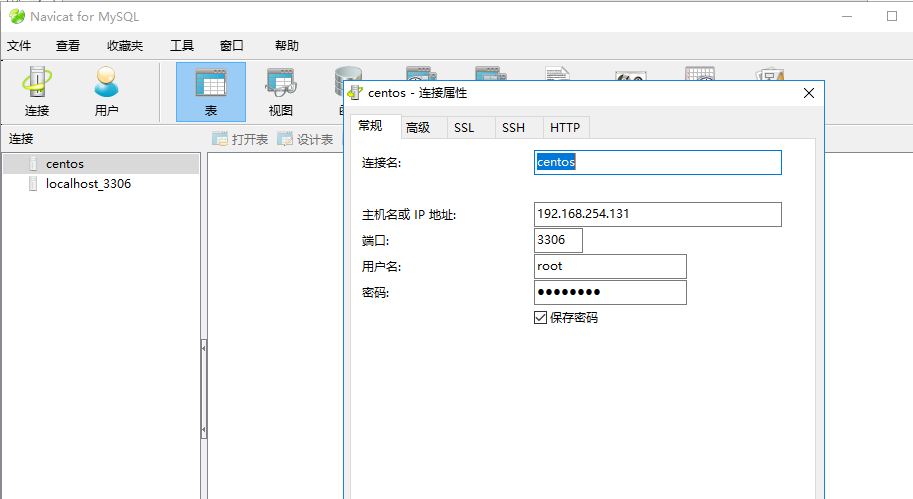 Navicat for MySQL
文件 查看 收藏夹 工具 窗口 帮助
连接 用户 表 视图
centos - 连接属性
连接 打开表 设计表
常规 高级 SSL SSH HTTP
centos
localhost_3306
连接名: centos
主机名或 IP 地址: 192.168.254.131
端口: 3306
用户名: root
密码: ●●●●●●●●
保存密码